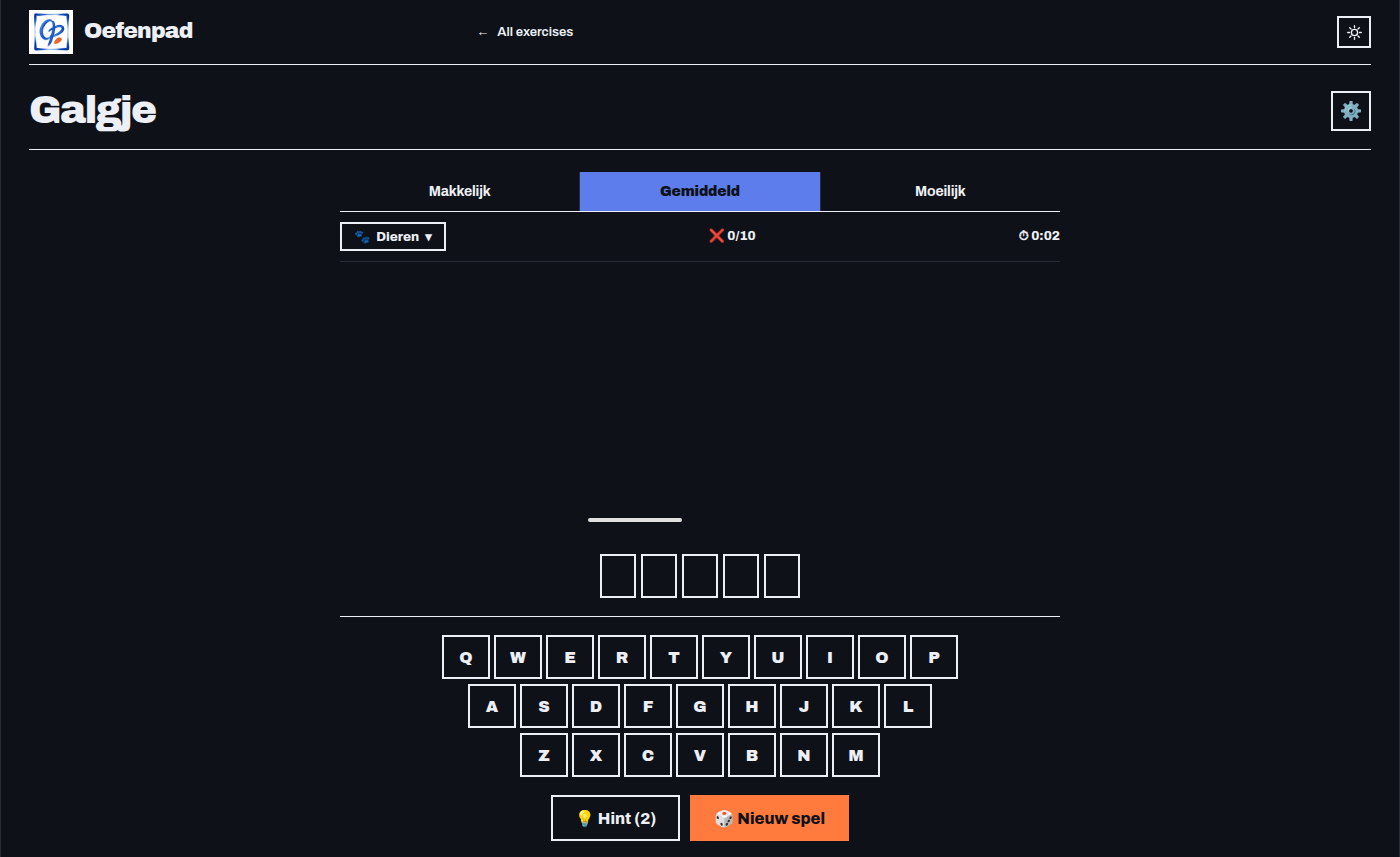 Oefenpad
← All exercises
Galgje
Makkelijk Gemiddeld Moeilijk
🐾 Dieren ▼ ❌ 0/10 ⏱ 0:02
Q W E R T Y U I O P
A S D F G H J K L
Z X C V B N M
💡 Hint (2) 🎲 Nieuw spel